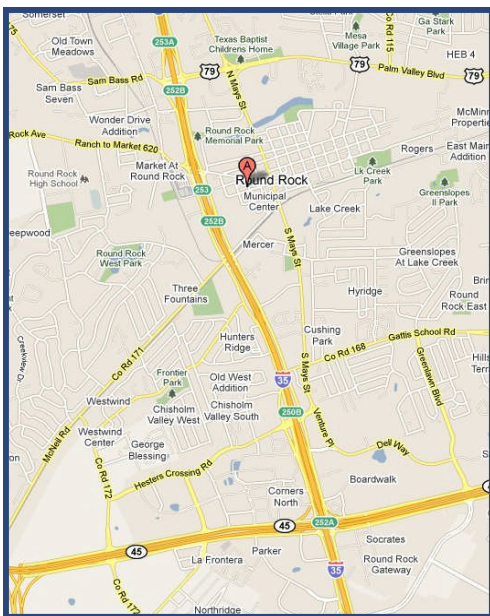 Somerset
Old Town
Meadows
253A
Texas Baptist
Childrens Home
Mesa
Village Park
Co Rd 115
Ga Stark
Park
HEB 4
Sam Bass Rd
252B
79
N Mays St
79
Palm Valley Blvd
79
Sam Bass
Seven
Wonder Drive
Addition
Round Rock
Memorial Park
Rock Ave
Ranch to Market 620
Rogers
East Main
Addition
Market At
Round Rock
A
Round Rock
Lk Creek
Park
Round Rock
High School
253
Municipal
Center
Greenslopes
II Park
252B
Lake Creek
eepwood
Mercer
S Mays St
Round Rock
West Park
Greenslopes
At Lake Creek
Three
Fountains
Hyridge
Round
Rock East
Cushing
Park
Gattis School Rd
Hunters
Ridge
Co Rd 168
Creekview Dr
Co Rd 171
S Mays St
Greenlawn Blvd
Frontier
Park
Old West
Addition
35
Westwind
Chisholm
Valley West
Chisholm
Valley South
250B
Venture Pl
McNeil Rd
Westwind
Center
George
Blessing
Dell Way
Hesters Crossing Rd
Co Rd 172
Boardwalk
Corners
North
45
252A
45
Parker
Socrates
La Frontera
35
Round Rock
Gateway
Co Rd 172
Northridge